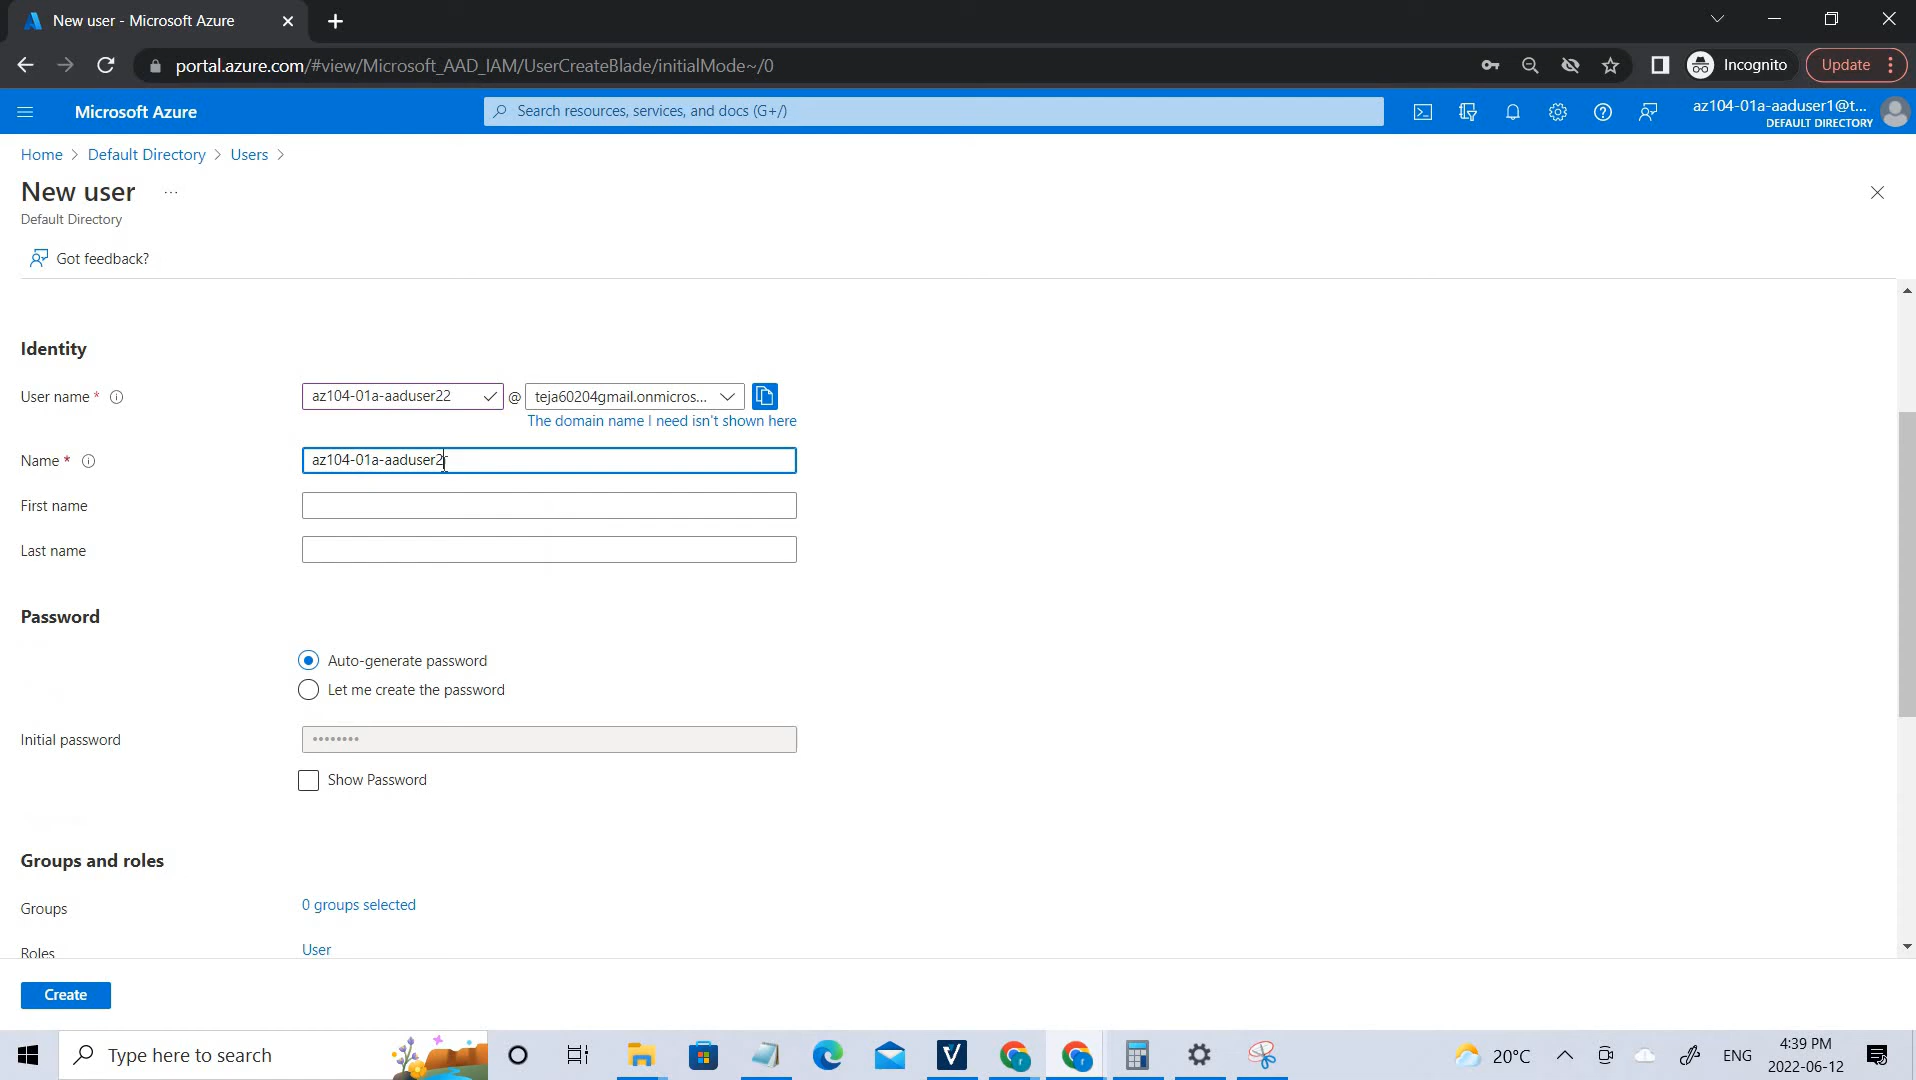 New user - Microsoft Azure
portal.azure.com/#view/Microsoft_AAD_IAM/UserCreateBlade/initialMode~/0
Incognito
Update
Microsoft Azure
Search resources, services, and docs (G+/)
az104-01a-aaduser1@t...
DEFAULT DIRECTORY
Home > Default Directory > Users >
New user ...
Default Directory
Got feedback?
Identity
User name *
az104-01a-aaduser22
@
teja60204gmail.onmicros...
The domain name I need isn't shown here
Name *
az104-01a-aaduser2
First name
Last name
Password
Auto-generate password
Let me create the password
Initial password
••••••••
Show Password
Groups and roles
Groups
0 groups selected
Roles
User
Create
Type here to search
20°C
ENG
4:39 PM
2022-06-12